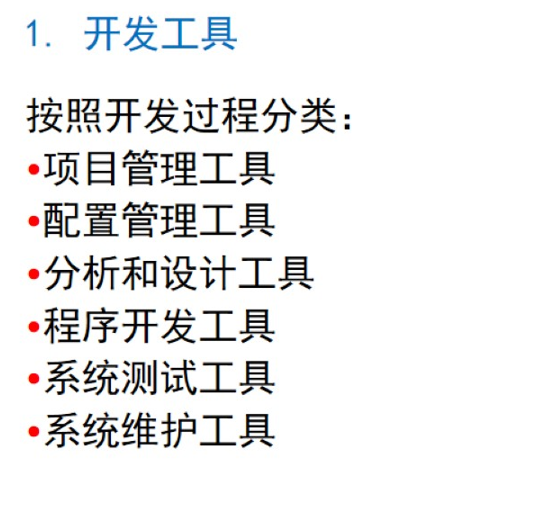 1. 开发工具
按照开发过程分类：
•项目管理工具
•配置管理工具
•分析和设计工具
•程序开发工具
•系统测试工具
•系统维护工具